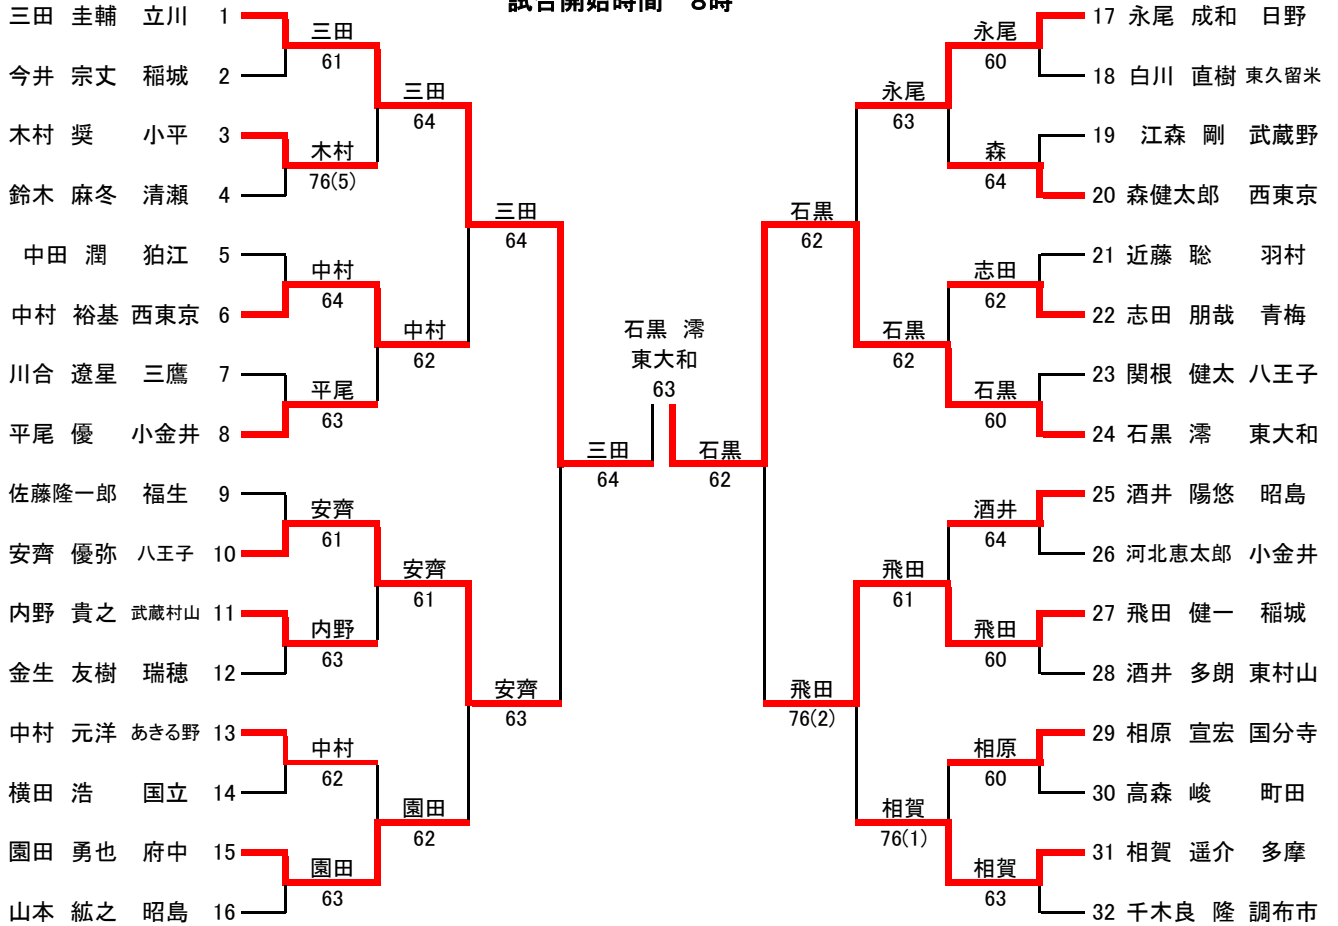 試合開始時間 8時
三田 圭輔 立川 1
今井 宗丈 稲城 2
木村 奨 小平 3
鈴木 麻冬 清瀬 4
中田 潤 狛江 5
中村 裕基 西東京 6
川合 遼星 三鷹 7
平尾 優 小金井 8
佐藤隆一郎 福生 9
安齊 優弥 八王子 10
内野 貴之 武蔵村山 11
金生 友樹 瑞穂 12
中村 元洋 あきる野 13
横田 浩 国立 14
園田 勇也 府中 15
山本 紘之 昭島 16
三田
61
木村
76(5)
中村
64
平尾
63
安齊
61
内野
63
中村
62
園田
63
三田
64
中村
62
安齊
61
園田
62
三田
64
安齊
63
三田
64
石黒 澪
東大和
63
石黒
62
石黒
62
飛田
76(2)
永尾
63
石黒
62
飛田
61
相賀
76(1)
永尾
60
森
64
志田
62
石黒
60
酒井
64
飛田
60
相原
60
相賀
63
17 永尾 成和 日野
18 白川 直樹 東久留米
19 江森 剛 武蔵野
20 森健太郎 西東京
21 近藤 聡 羽村
22 志田 朋哉 青梅
23 関根 健太 八王子
24 石黒 澪 東大和
25 酒井 陽悠 昭島
26 河北恵太郎 小金井
27 飛田 健一 稲城
28 酒井 多朗 東村山
29 相原 宣宏 国分寺
30 高森 峻 町田
31 相賀 遥介 多摩
32 千木良 隆 調布市